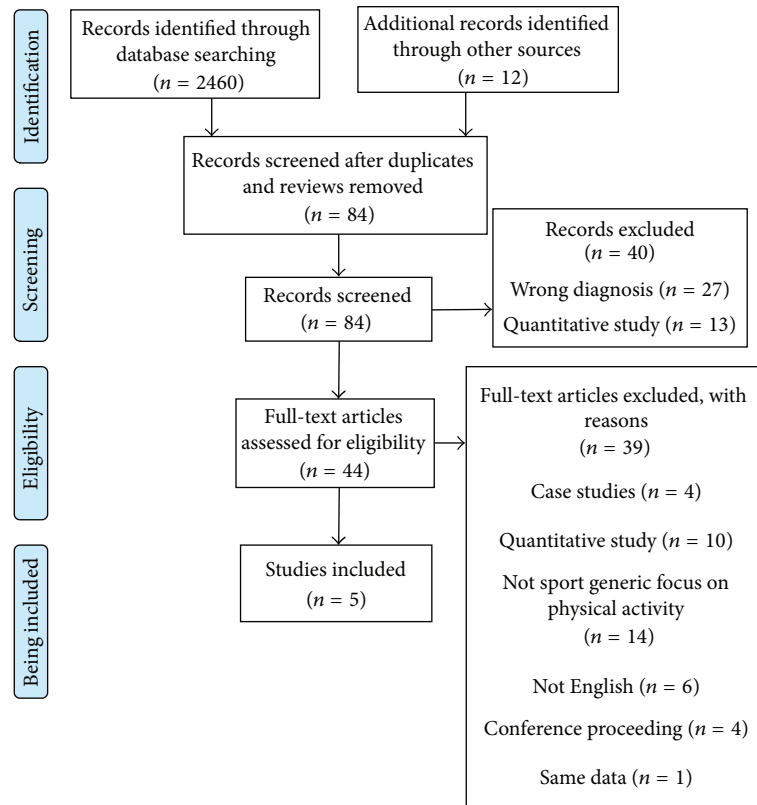 Identification
Records identified through
database searching
(n = 2460)
Additional records identified
through other sources
(n = 12)
Records screened after duplicates
and reviews removed
(n = 84)
Screening
Records screened
(n = 84)
Records excluded
(n = 40)
Wrong diagnosis (n = 27)
Quantitative study (n = 13)
Eligibility
Full-text articles
assessed for eligibility
(n = 44)
Full-text articles excluded, with
reasons
(n = 39)
Case studies (n = 4)
Quantitative study (n = 10)
Not sport generic focus on
physical activity
(n = 14)
Not English (n = 6)
Conference proceeding (n = 4)
Same data (n = 1)
Being included
Studies included
(n = 5)